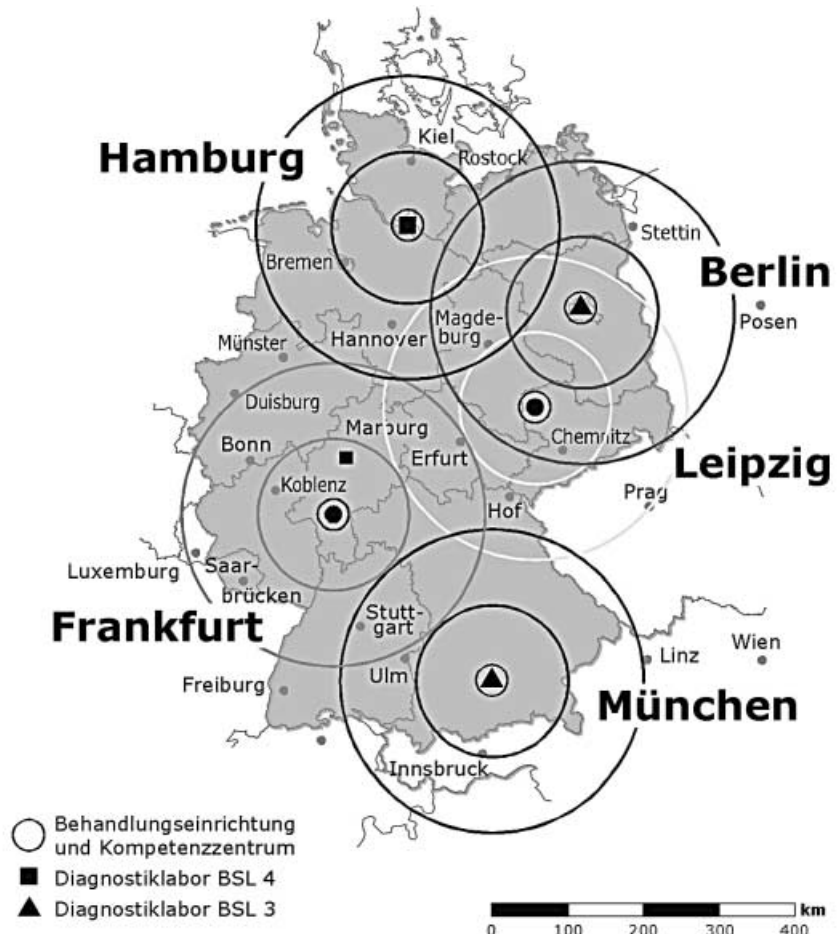 Kiel
Hamburg
Rostock
Stettin
Bremen
Berlin
Magde-
burg
Posen
Hannover
Münster
Duisburg
Marburg
Bonn
Erfurt
Chemnitz
Leipzig
Koblenz
Prag
Hof
Luxemburg
Saar-
brücken
Frankfurt
Stutt-
gart
Ulm
Linz
Wien
Freiburg
München
Innsbruck
Behandlungseinrichtung
und Kompetenzzentrum
Diagnostiklabor BSL 4
Diagnostiklabor BSL 3
km
0 100 200 300 400